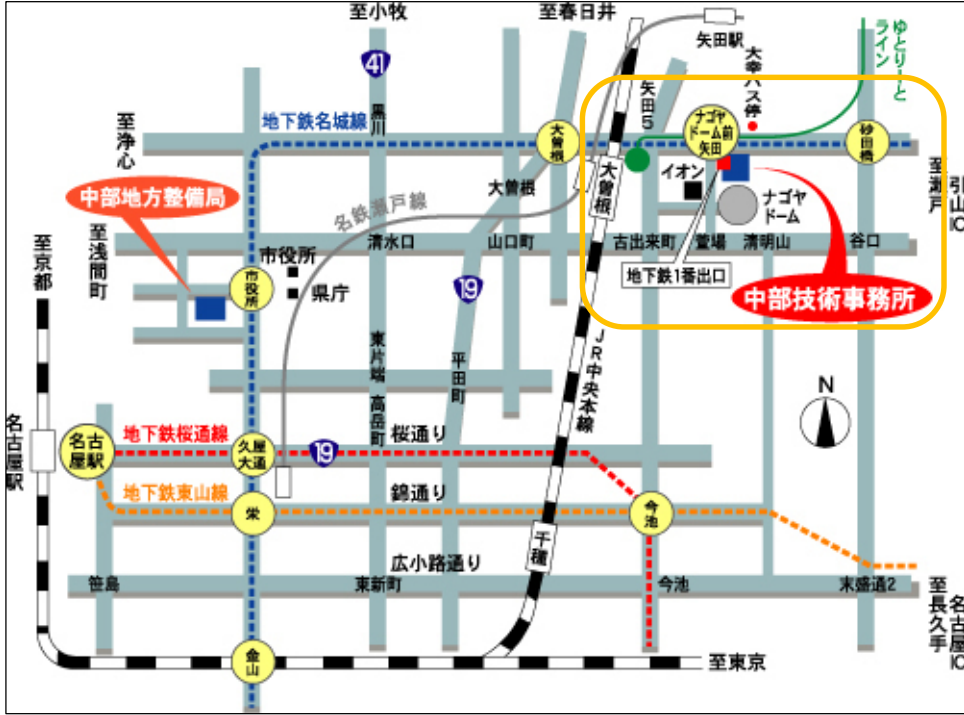 至小牧
至春日井
矢田駅
ゆとりーと
ライン
大幸バス停
41
黒川
矢田5
至浄心
地下鉄名城線
大曽根
ナゴヤ
ドーム前
矢田
砂田橋
中部地方整備局
大曽根
大曽根
イオン
ナゴヤ
ドーム
至瀬戸
引山IC
名鉄瀬戸線
至浅間町
至京都
清水口
山口町
古出来町
萱場
清明山
谷口
市役所
市役所
県庁
19
地下鉄1番出口
中部技術事務所
JR中央本線
東片端
高岳町
平田町
N
名古屋駅
名古
屋駅
地下鉄桜通線
久屋
大通
19
桜通り
地下鉄東山線
栄
錦通り
今池
千種
広小路通り
笹島
東新町
今池
末盛通2
至長久手
名古屋IC
金山
至東京